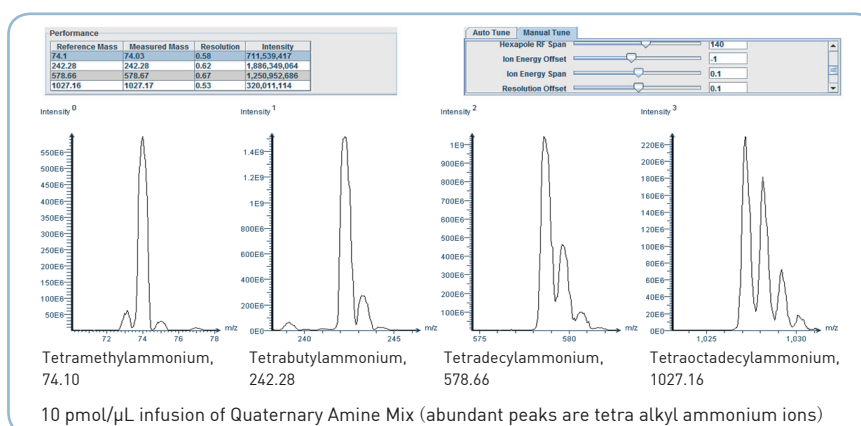 Performance
Reference Mass Measured Mass Resolution Intensity
74.1 74.03 0.58 711,539,417
242.28 242.28 0.62 1,886,349,064
578.66 578.67 0.67 1,250,952,686
1027.16 1027.17 0.53 320,011,114
Auto Tune Manual Tune
Hexapole RF Span 140
Ion Energy Offset -1
Ion Energy Span 0.1
Resolution Offset 0.1
Intensity 0
550E6
500E6
450E6
400E6
350E6
300E6
250E6
200E6
150E6
100E6
50E6
72 74 76 78 m/z
Tetramethylammonium,
74.10
Intensity 1
1.4E9
1.2E9
1E9
800E6
600E6
400E6
200E6
0E0
240 245 m/z
Tetrabutylammonium,
242.28
Intensity 2
1E9
900E6
800E6
700E6
600E6
500E6
400E6
300E6
200E6
100E6
575 580 m/z
Tetradecylammonium,
578.66
Intensity 3
220E6
200E6
180E6
160E6
140E6
120E6
100E6
80E6
60E6
40E6
20E6
0E0
1,025 1,030 m/z
Tetraoctadecylammonium,
1027.16
10 pmol/µL infusion of Quaternary Amine Mix (abundant peaks are tetra alkyl ammonium ions)